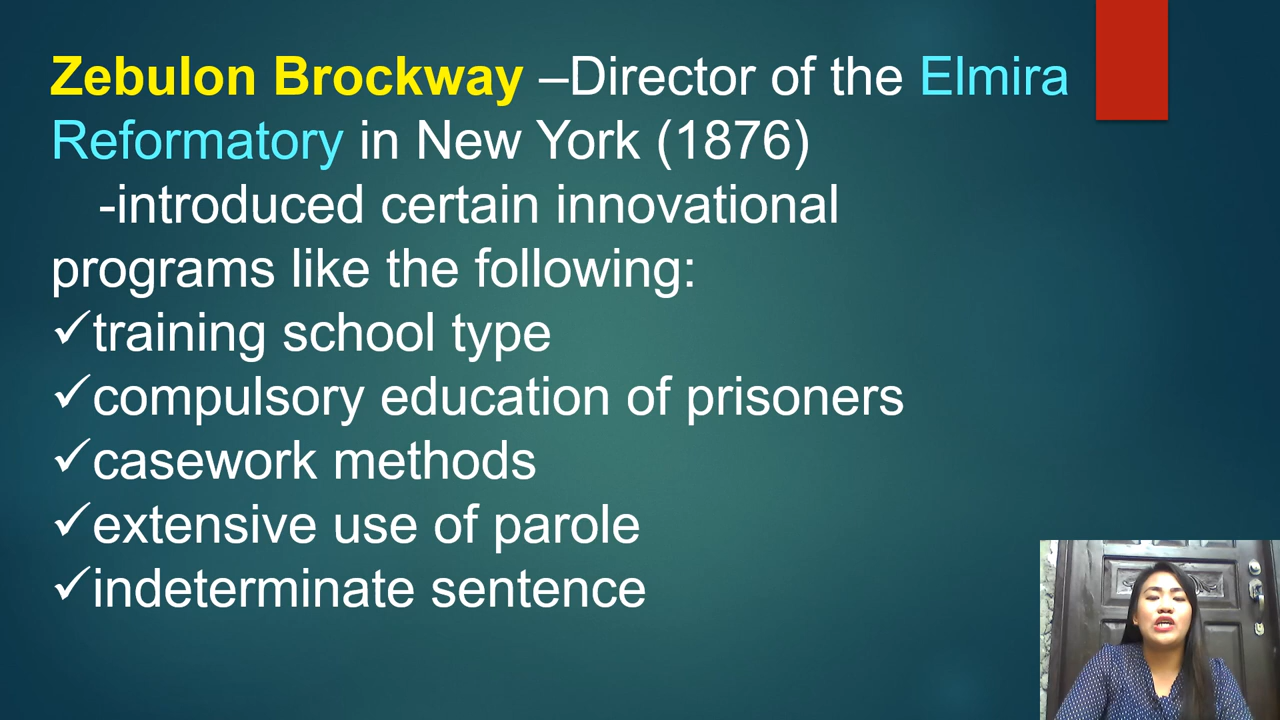 Zebulon Brockway –Director of the Elmira
Reformatory in New York (1876)
-introduced certain innovational
programs like the following:
✓training school type
✓compulsory education of prisoners
✓casework methods
✓extensive use of parole
✓indeterminate sentence